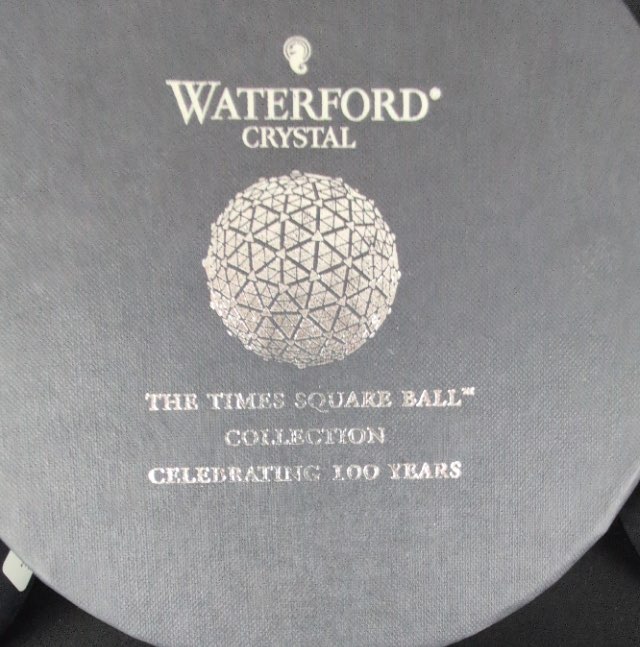 WATERFORD®
CRYSTAL
THE TIMES SQUARE BALL™
COLLECTION
CELEBRATING 100 YEARS